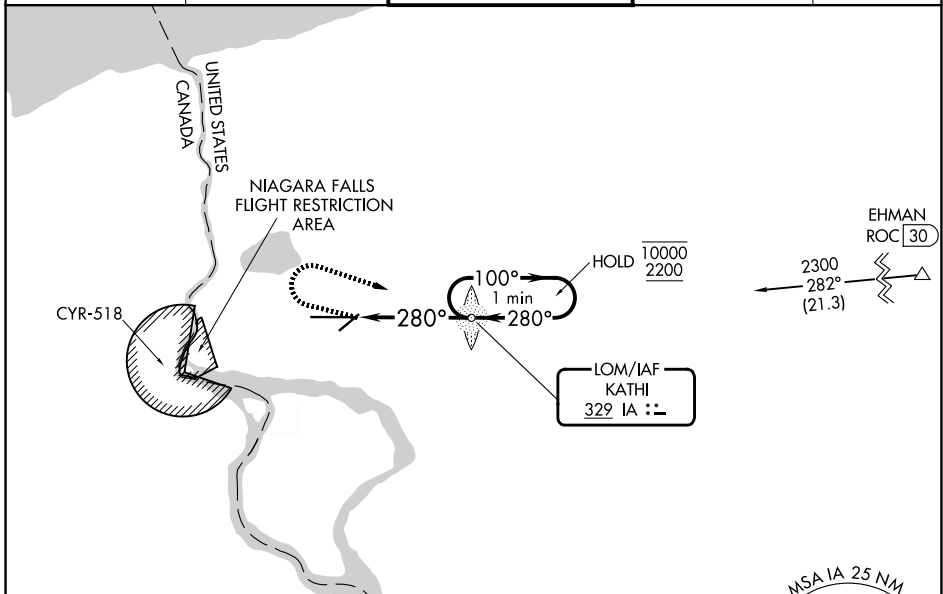 UNITED STATES
CANADA
NIAGARA FALLS
FLIGHT RESTRICTION
AREA
CYR-518
EHMAN
ROC 30
HOLD
10000
2200
100°
1 min
280°
280°
2300
282°
(21.3)
LOM/IAF
KATHI
329 IA
MSA IA 25 NM